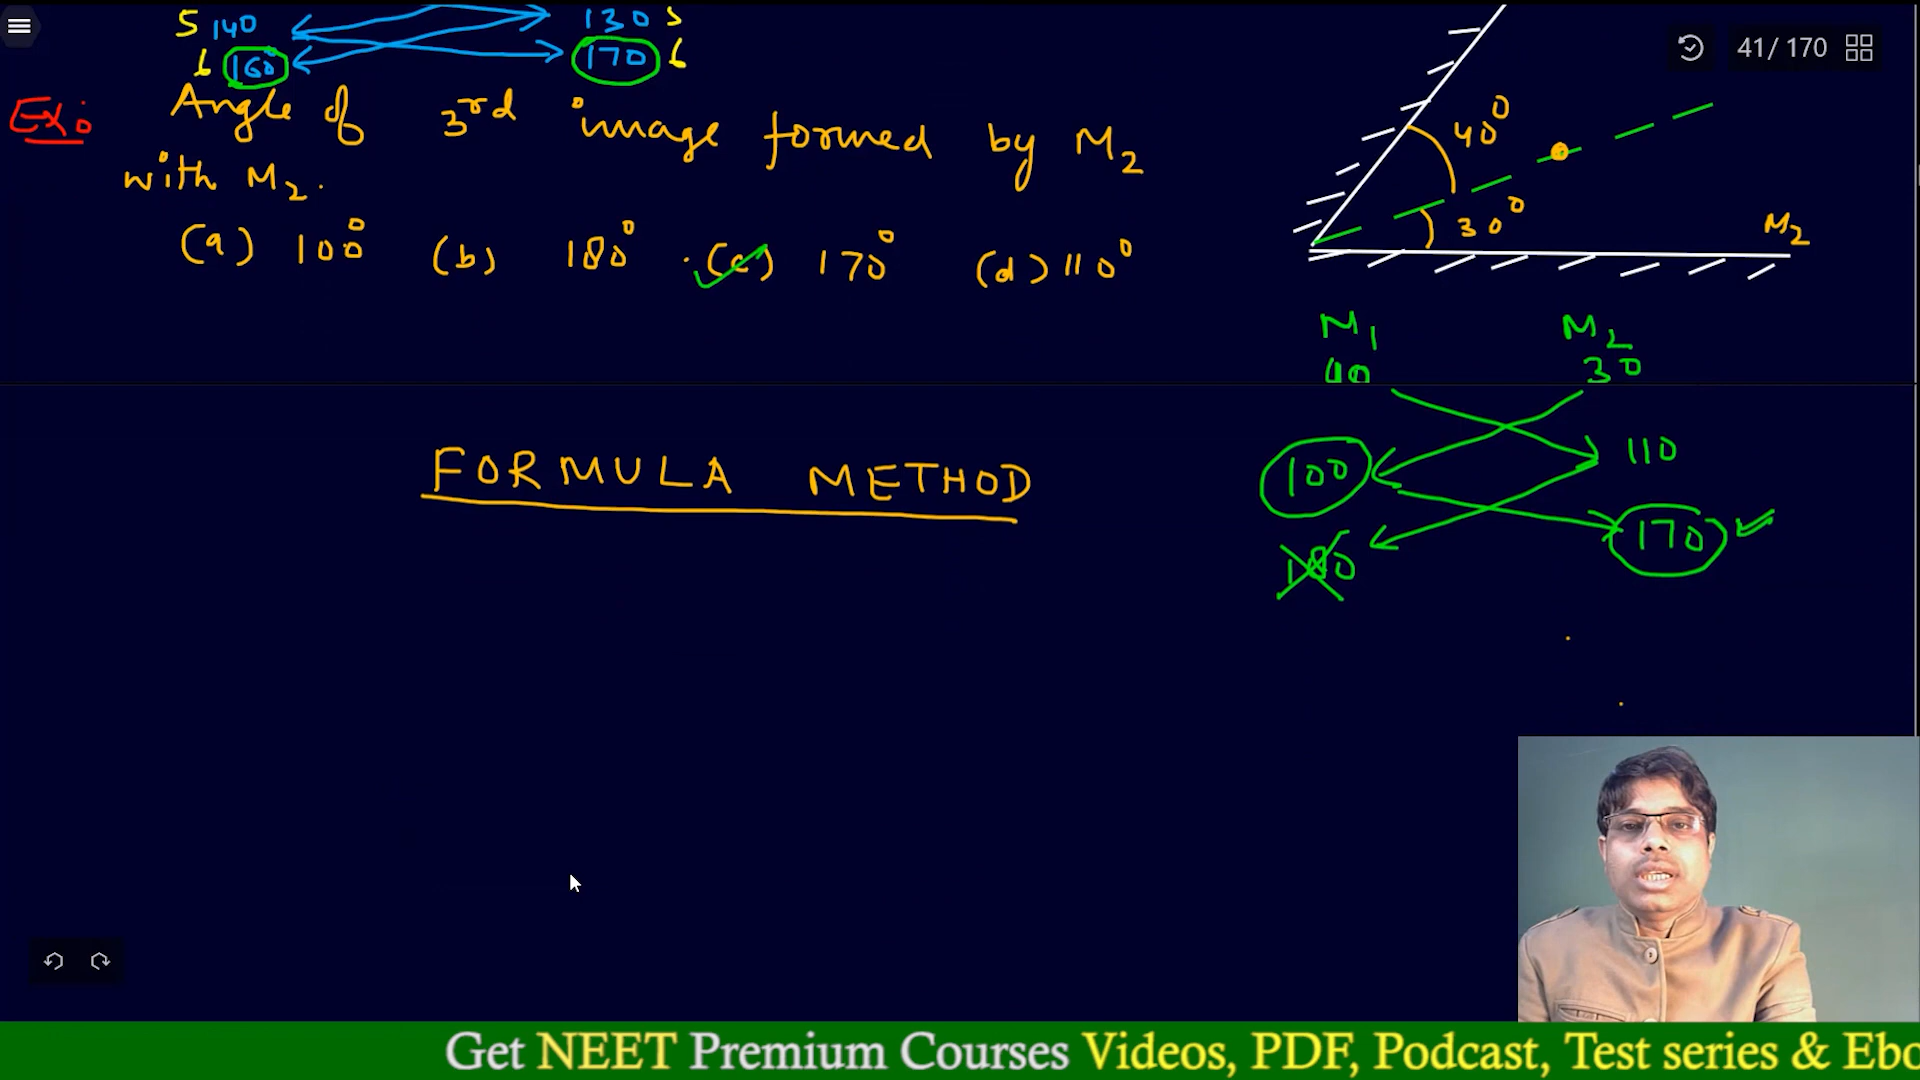 5 140 130 5
6 160° 170 6
41/ 170
Ex: Angle of 3rd image formed by M2
with M2.
(a) 100° (b) 180° (c) 170° (d) 110°
40°
30°
M2
M1 M2
40 30
100 110
180 170
FORMULA METHOD
Get NEET Premium Courses Videos, PDF, Podcast, Test series & Ebo